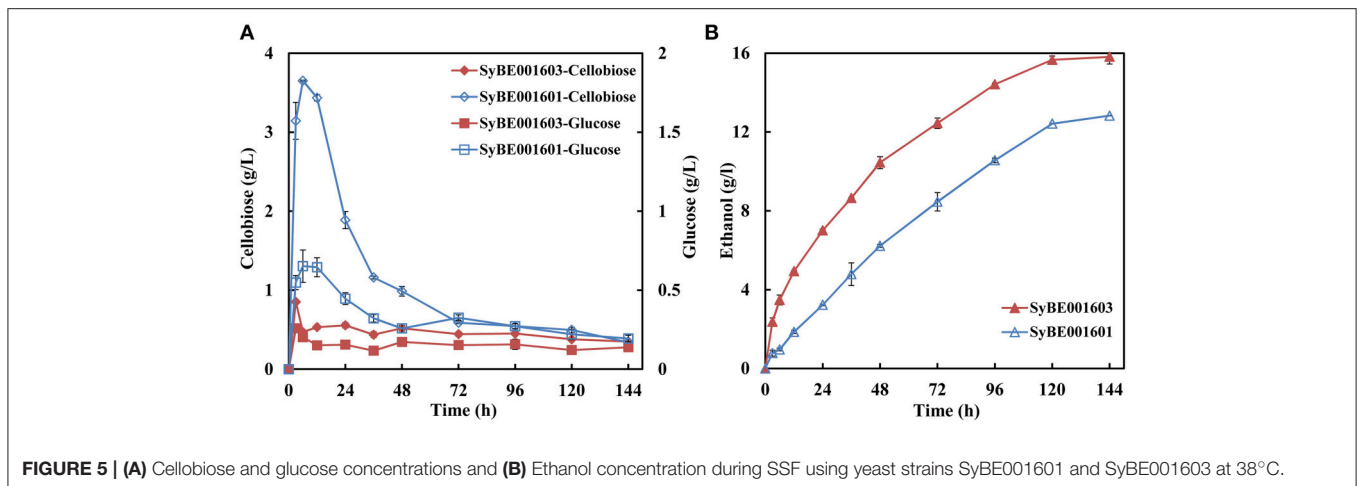 A
B
4
3
2
1
0
Cellobiose (g/L)
SyBE001603-Cellobiose
SyBE001601-Cellobiose
SyBE001603-Glucose
SyBE001601-Glucose
2
1.5
1
0.5
0
Glucose (g/L)
0 24 48 72 96 120 144
Time (h)
16
12
8
4
0
Ethanol (g/l)
SyBE001603
SyBE001601
0 24 48 72 96 120 144
Time (h)
FIGURE 5 | (A) Cellobiose and glucose concentrations and (B) Ethanol concentration during SSF using yeast strains SyBE001601 and SyBE001603 at 38°C.